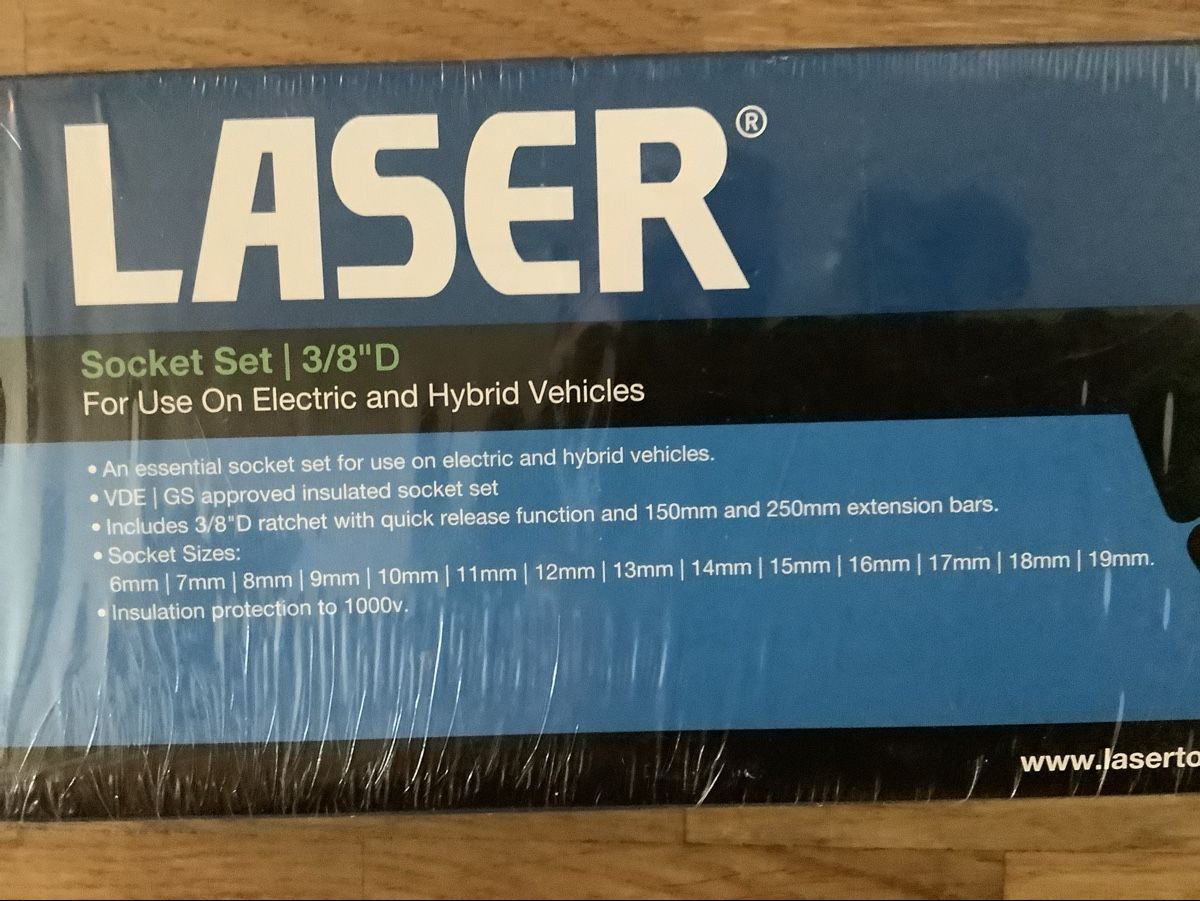 LASER®
Socket Set | 3/8"D
For Use On Electric and Hybrid Vehicles
• An essential socket set for use on electric and hybrid vehicles.
• VDE | GS approved insulated socket set
• Includes 3/8"D ratchet with quick release function and 150mm and 250mm extension bars.
• Socket Sizes:
6mm | 7mm | 8mm | 9mm | 10mm | 11mm | 12mm | 13mm | 14mm | 15mm | 16mm | 17mm | 18mm | 19mm.
• Insulation protection to 1000v.
www.laserto